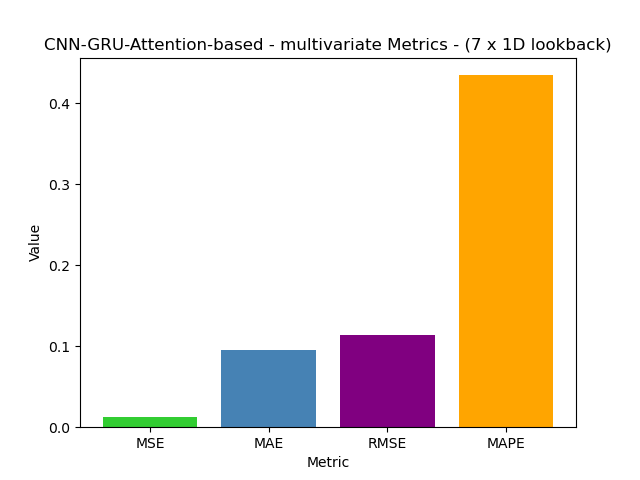 CNN-GRU-Attention-based - multivariate Metrics - (7 x 1D lookback)
0.4
0.3
0.2
0.1
0.0
Value
MSE
MAE
RMSE
MAPE
Metric